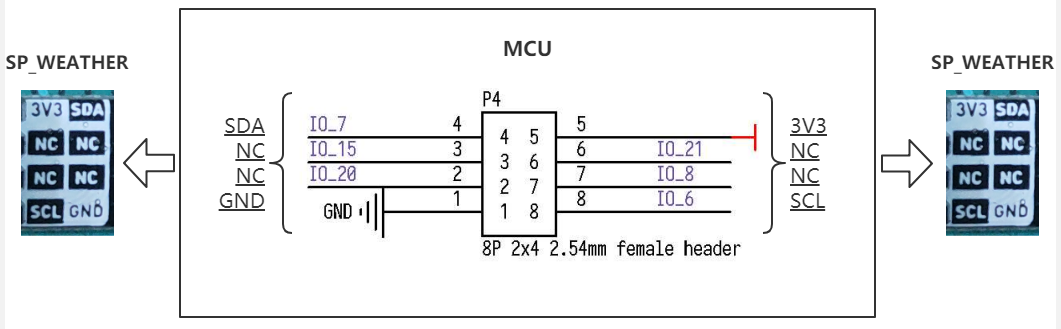 MCU
SP_WEATHER
3V3 SDA
NC NC
NC NC
SCL GND
SDA
NC
NC
GND
P4
IO_7 4 4 5 5
IO_15 3 3 6 6 IO_21
IO_20 2 2 7 7 IO_8
GND 1 1 8 8 IO_6
8P 2x4 2.54mm female header
3V3
NC
NC
SCL
SP_WEATHER
3V3 SDA
NC NC
NC NC
SCL GND